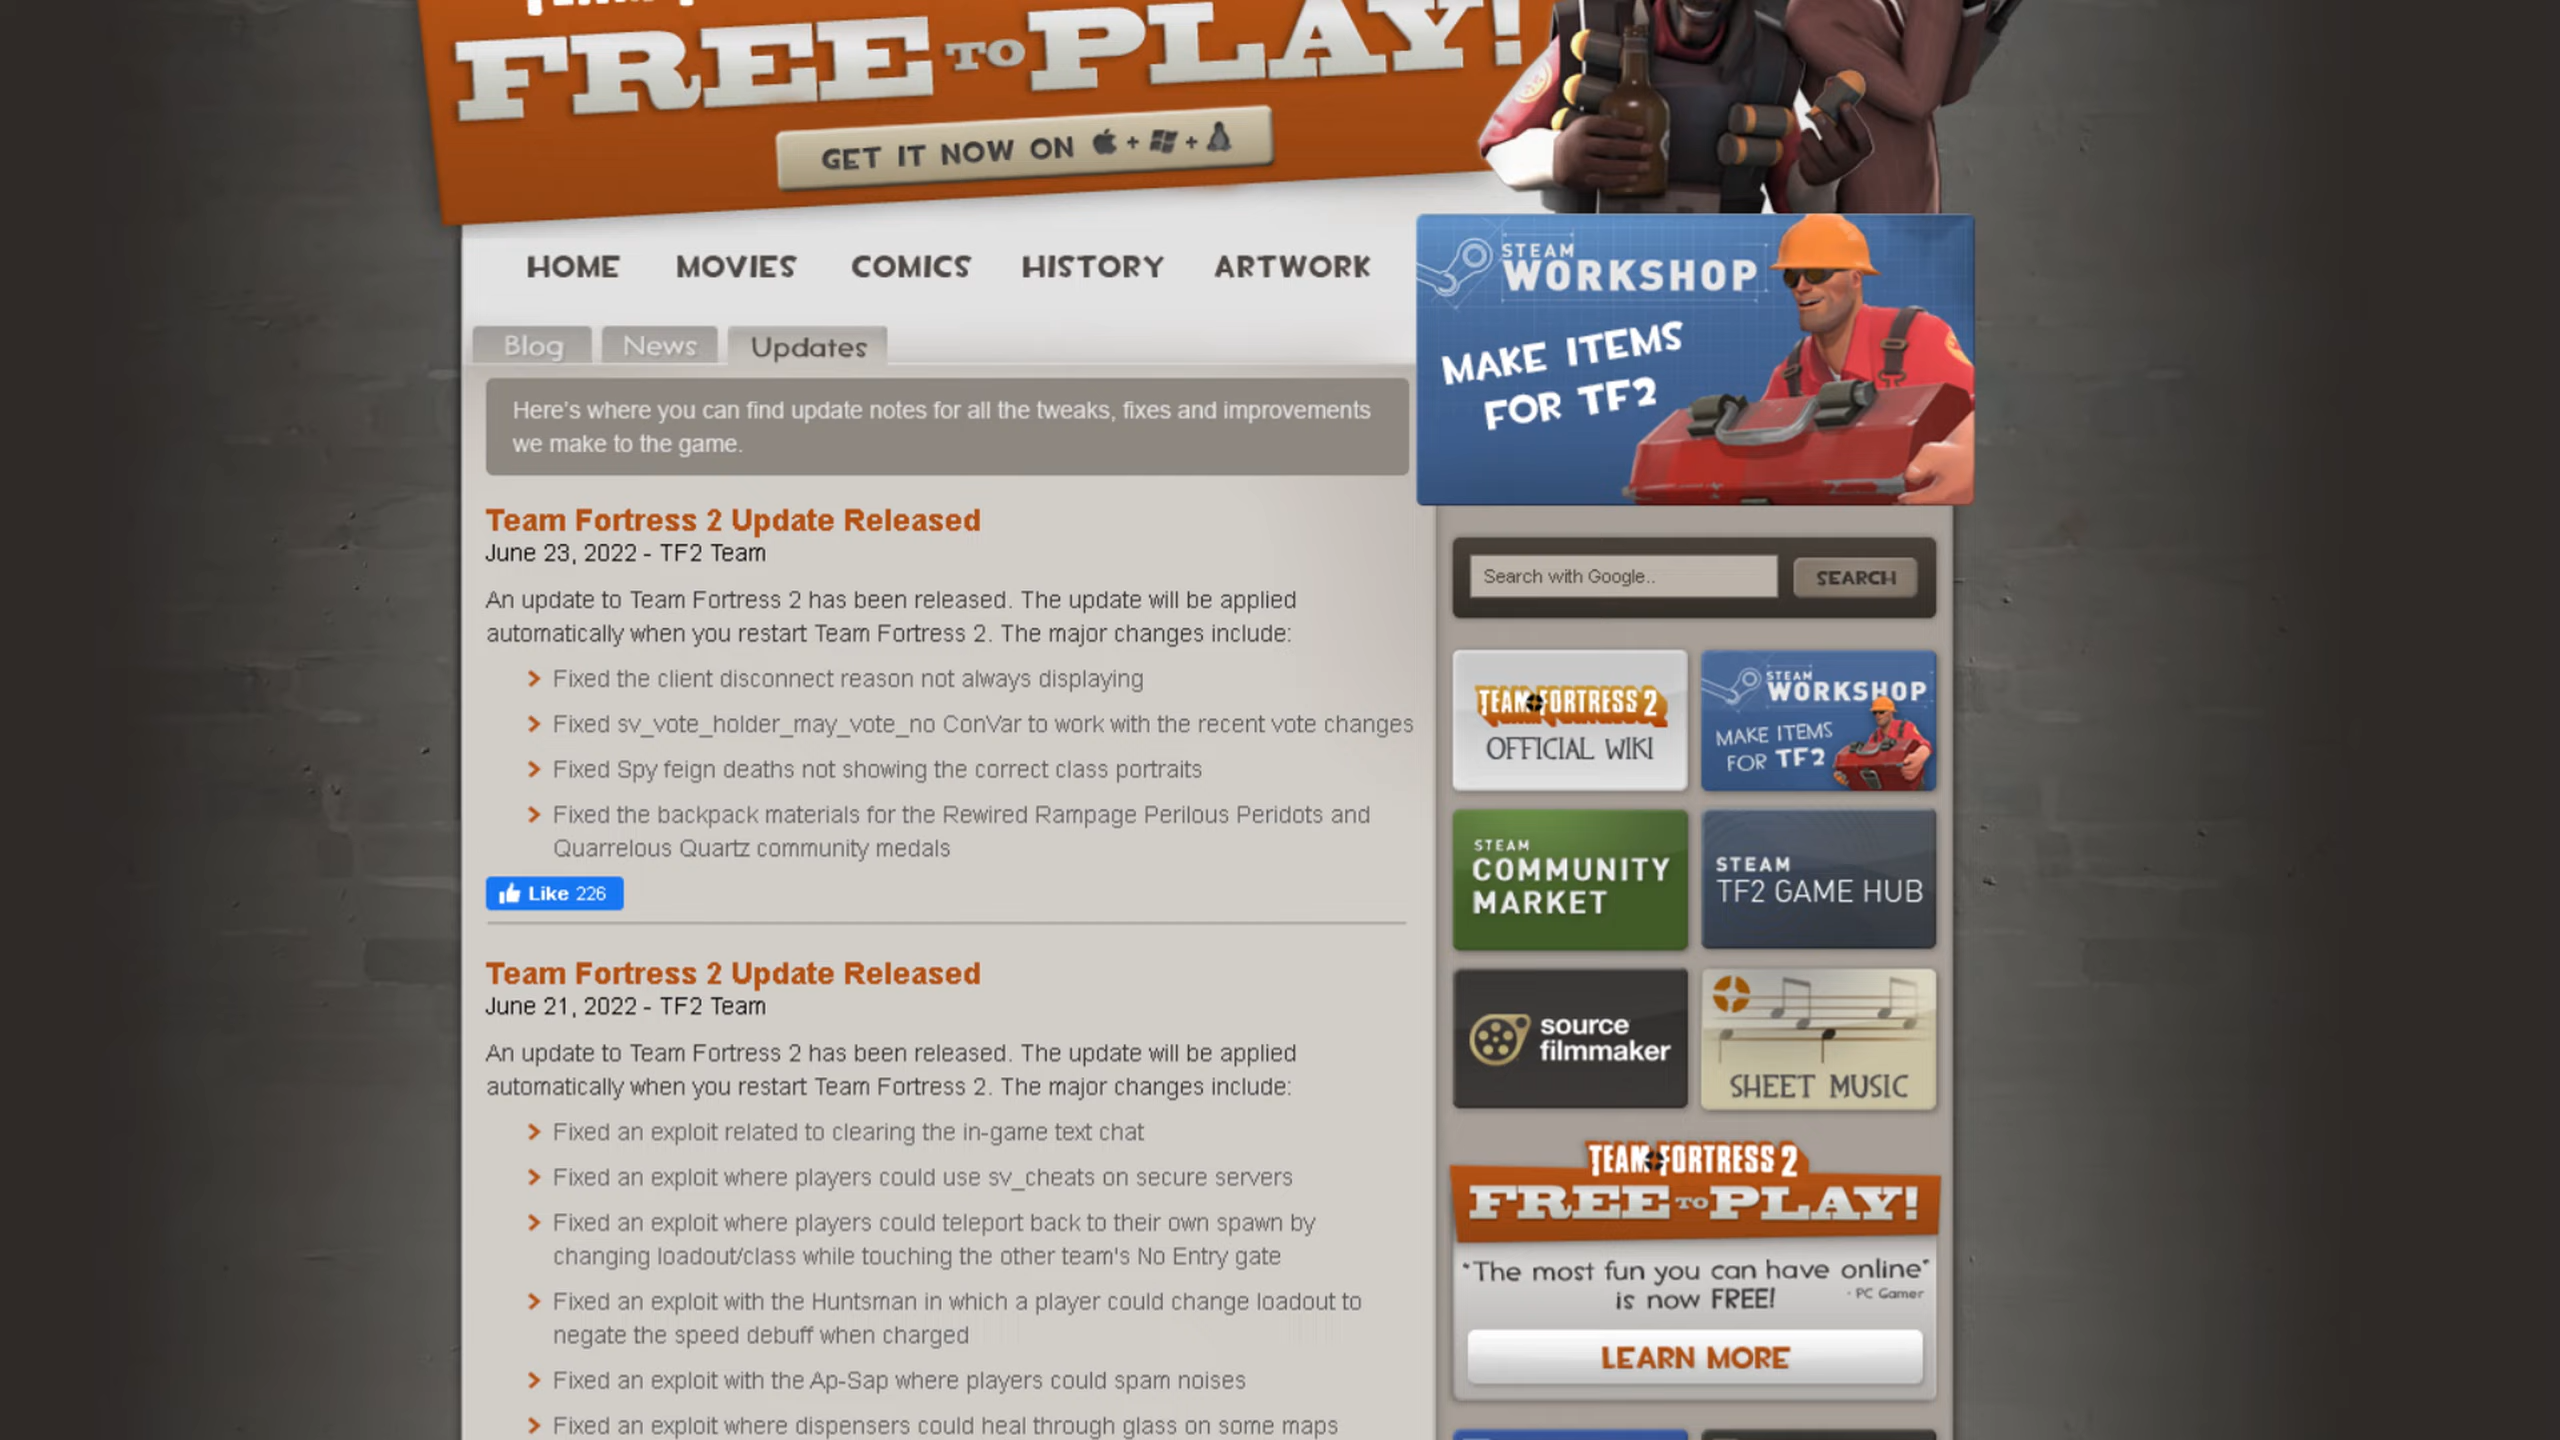 FREE TO PLAY!
GET IT NOW ON + +
HOME MOVIES COMICS HISTORY ARTWORK
STEAM
WORKSHOP
MAKE ITEMS
FOR TF2
Blog News Updates
Here's where you can find update notes for all the tweaks, fixes and improvements
we make to the game.
Team Fortress 2 Update Released
June 23, 2022 - TF2 Team
An update to Team Fortress 2 has been released. The update will be applied
automatically when you restart Team Fortress 2. The major changes include:
Fixed the client disconnect reason not always displaying
Fixed sv_vote_holder_may_vote_no ConVar to work with the recent vote changes
Fixed Spy feign deaths not showing the correct class portraits
Fixed the backpack materials for the Rewired Rampage Perilous Peridots and
Quarrelous Quartz community medals
Like 226
Team Fortress 2 Update Released
June 21, 2022 - TF2 Team
An update to Team Fortress 2 has been released. The update will be applied
automatically when you restart Team Fortress 2. The major changes include:
Fixed an exploit related to clearing the in-game text chat
Fixed an exploit where players could use sv_cheats on secure servers
Fixed an exploit where players could teleport back to their own spawn by
changing loadout/class while touching the other team's No Entry gate
Fixed an exploit with the Huntsman in which a player could change loadout to
negate the speed debuff when charged
Fixed an exploit with the Ap-Sap where players could spam noises
Fixed an exploit where dispensers could heal through glass on some maps
Search with Google.. SEARCH
TEAM FORTRESS 2
OFFICIAL WIKI
STEAM
WORKSHOP
MAKE ITEMS
FOR TF2
STEAM
COMMUNITY
MARKET
STEAM
TF2 GAME HUB
source
filmmaker
SHEET MUSIC
TEAM FORTRESS 2
FREE TO PLAY!
"The most fun you can have online"
is now FREE! - PC Gamer
LEARN MORE